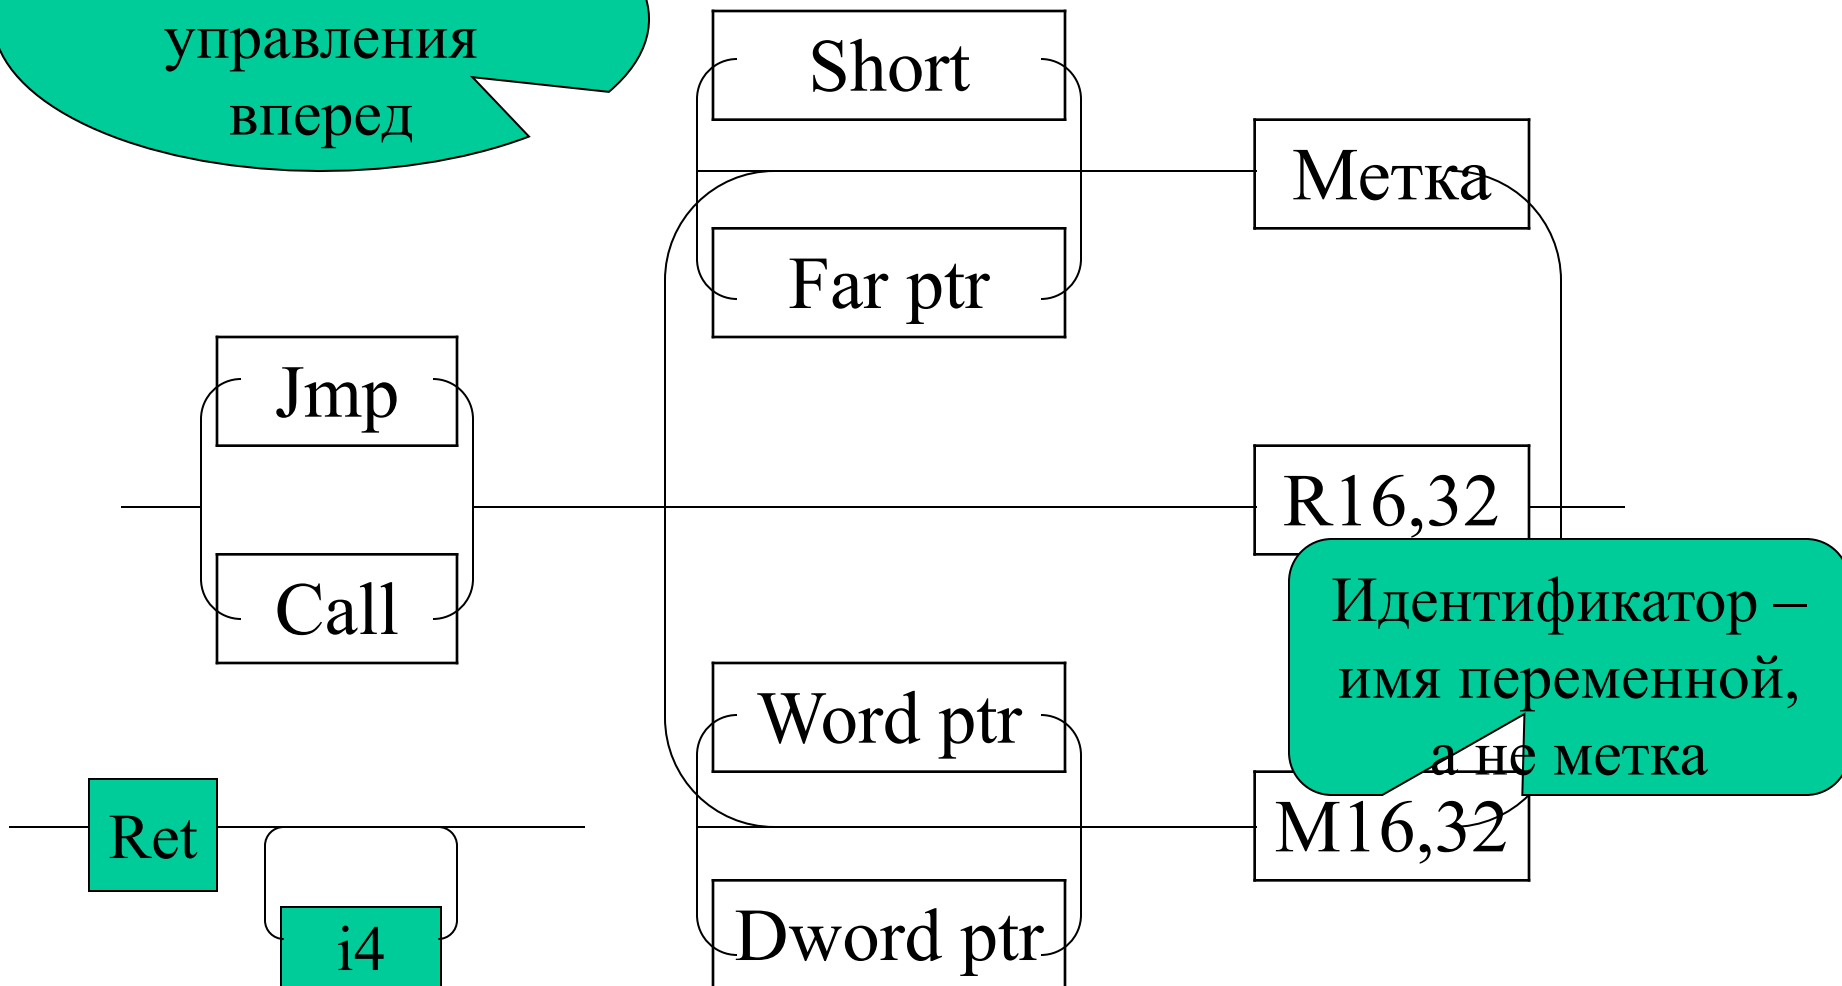 управления
вперед
Short
Метка
Far ptr
Jmp
R16,32
Call
Идентификатор –
имя переменной,
а не метка
Word ptr
M16,32
Ret
Dword ptr
i4